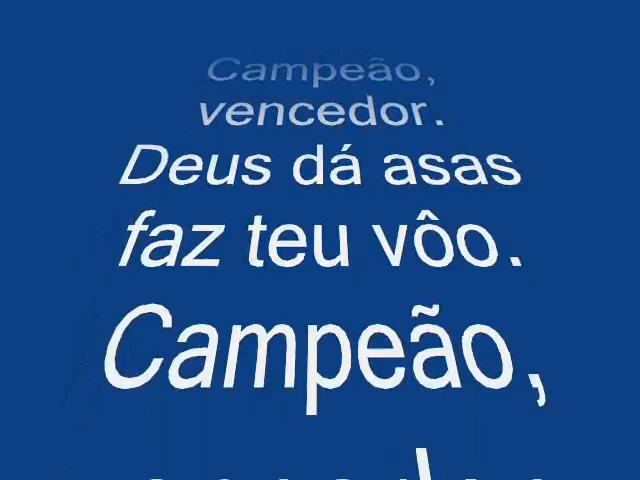 Campeão,
vencedor.
Deus dá asas
faz teu vôo.
Campeão,